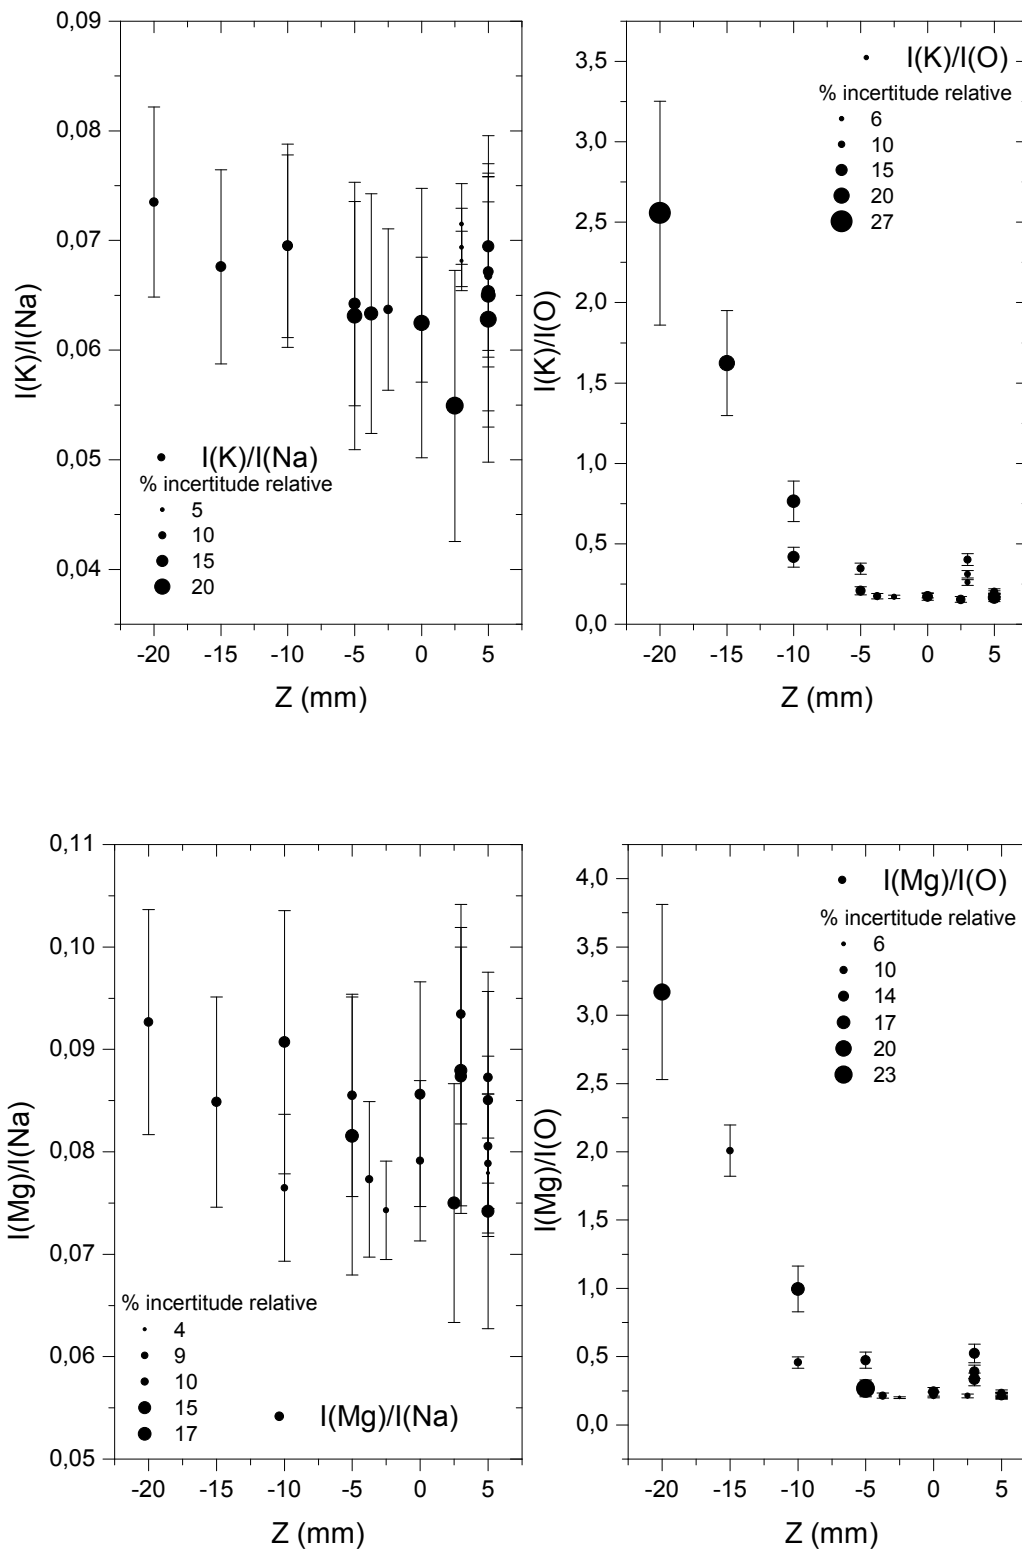 0,09
0,08
0,07
0,06
0,05
0,04
I(K)/I(Na)
I(K)/I(Na)
% incertitude relative
5
10
15
20
-20 -15 -10 -5 0 5
Z (mm)
3,5
3,0
2,5
2,0
1,5
1,0
0,5
0,0
I(K)/I(O)
I(K)/I(O)
% incertitude relative
6
10
15
20
27
-20 -15 -10 -5 0 5
Z (mm)
0,11
0,10
0,09
0,08
0,07
0,06
0,05
I(Mg)/I(Na)
% incertitude relative
4
9
10
15
17
I(Mg)/I(Na)
-20 -15 -10 -5 0 5
Z (mm)
4,0
3,5
3,0
2,5
2,0
1,5
1,0
0,5
0,0
I(Mg)/I(O)
I(Mg)/I(O)
% incertitude relative
6
10
14
17
20
23
-20 -15 -10 -5 0 5
Z (mm)